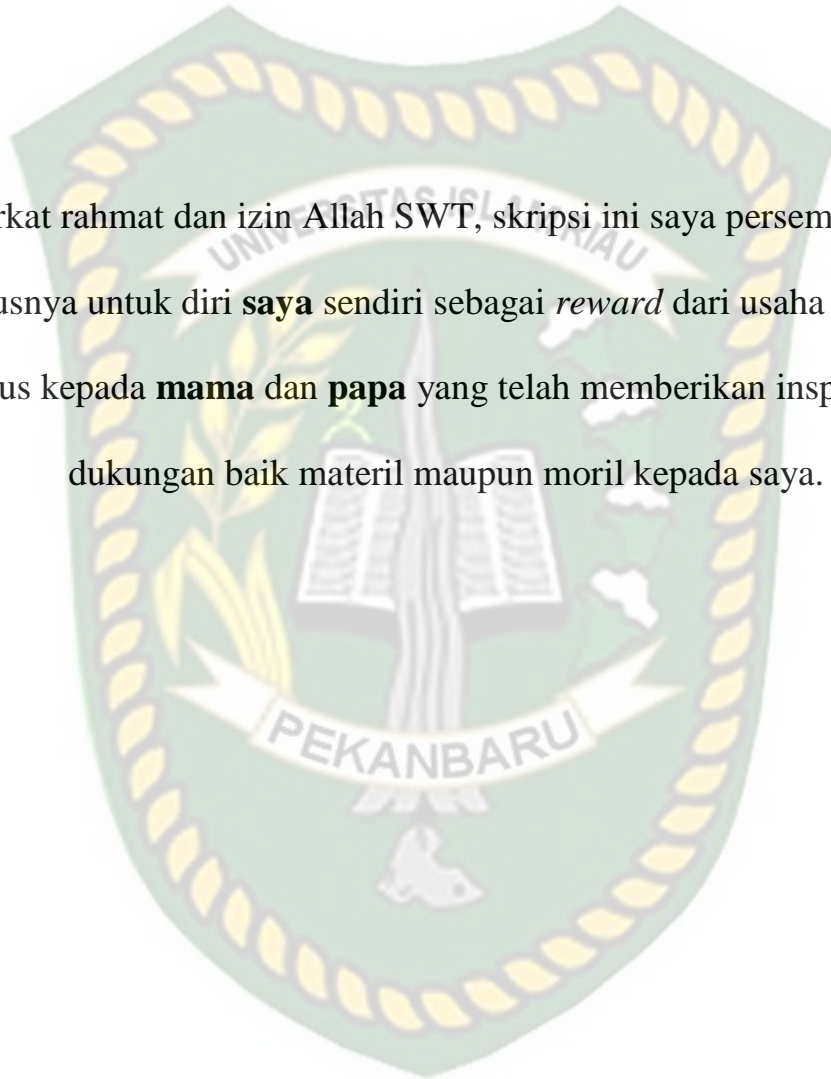 UNIVERSITAS ISLAM RIAU
rkat rahmat dan izin Allah SWT, skripsi ini saya persem
usnya untuk diri saya sendiri sebagai reward dari usaha
us kepada mama dan papa yang telah memberikan insp
dukungan baik materil maupun moril kepada saya.
PEKANBARU